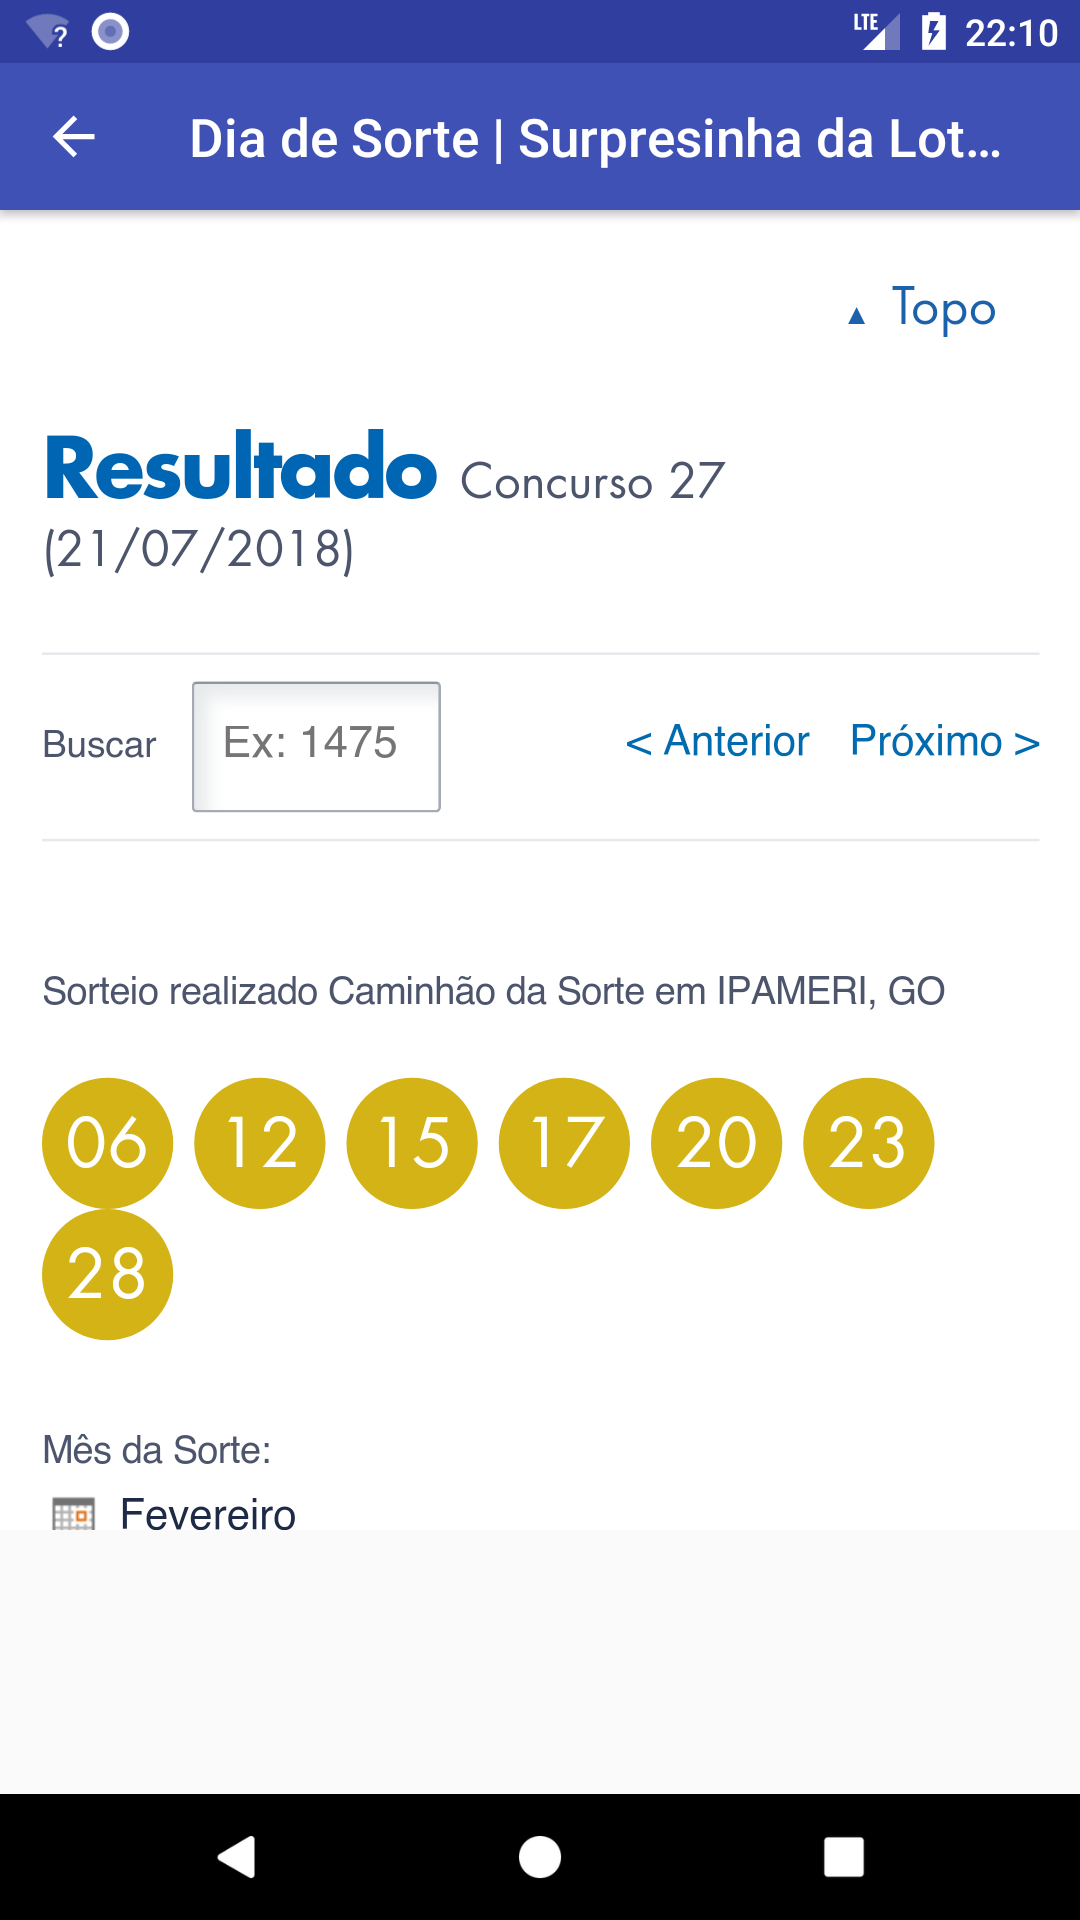 LTE 22:10
Dia de Sorte | Surpresinha da Lot...
▲ Topo
Resultado Concurso 27
(21/07/2018)
Buscar Ex: 1475 < Anterior Próximo >
Sorteio realizado Caminhão da Sorte em IPAMERI, GO
06 12 15 17 20 23
28
Mês da Sorte:
Fevereiro